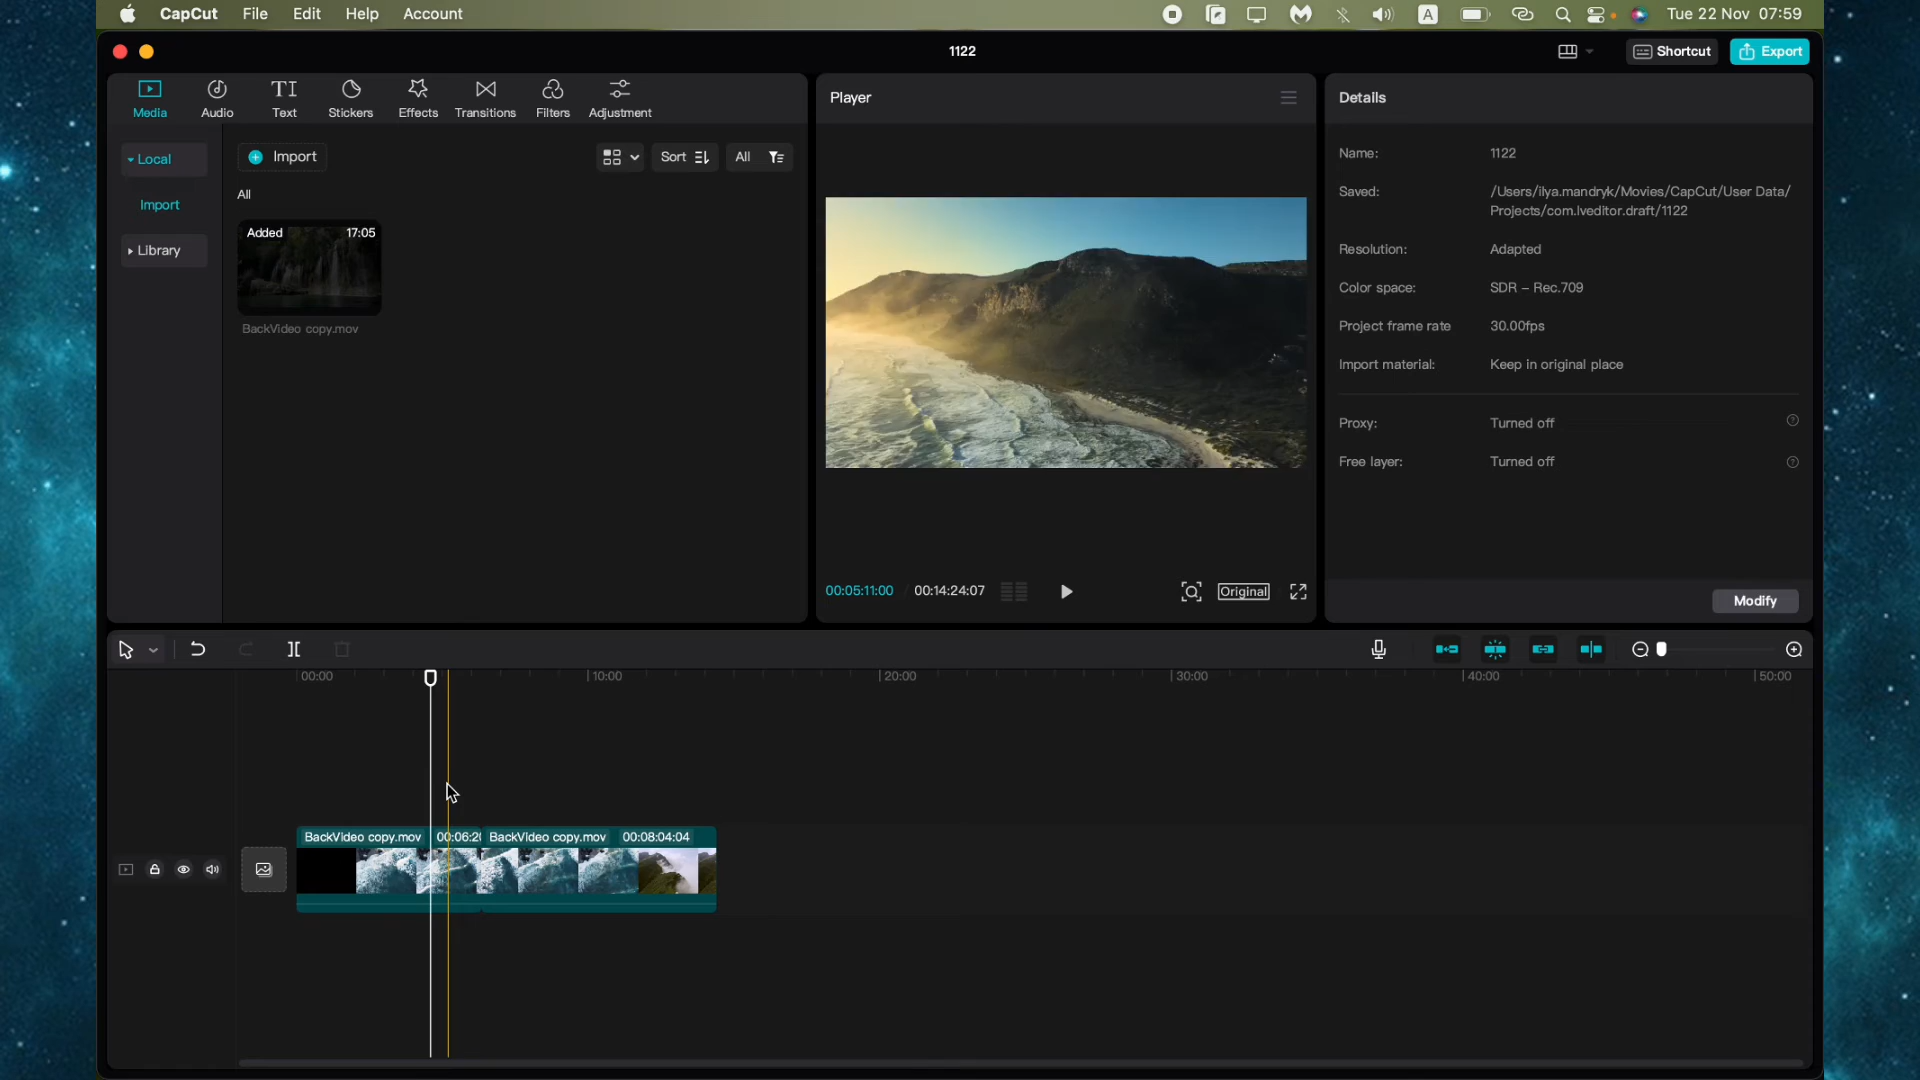 CapCut File Edit Help Account A Tue 22 Nov 07:59
1122 Shortcut Export
Media Audio TI Text Stickers Effects Transitions Filters Adjustment
Local
Import
Library
Import Sort All
All
Added 17:05
BackVideo copy.mov
Player
Details
Name: 1122
Saved: /Users/ilya.mandryk/Movies/CapCut/User Data/
Projects/com.lveditor.draft/1122
Resolution: Adapted
Color space: SDR – Rec.709
Project frame rate 30.00fps
Import material: Keep in original place
Proxy: Turned off
Free layer: Turned off
Modify
00:05:11:00 / 00:14:24:07 Original
00:00 10:00 20:00 30:00 40:00 50:00
BackVideo copy.mov 00:06:20 BackVideo copy.mov 00:08:04:04